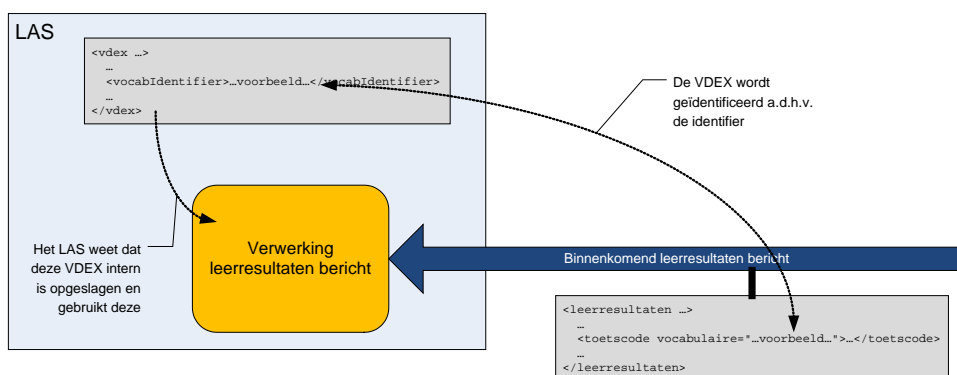 LAS
<vdex …>
…
<vocabIdentifier>…voorbeeld…</vocabIdentifier>
…
</vdex>
De VDEX wordt
geïdentificeerd a.d.h.v.
de identifier
Het LAS weet dat
deze VDEX intern
is opgeslagen en
gebruikt deze
Verwerking
leerresultaten bericht
Binnenkomend leerresultaten bericht
<leerresultaten …>
…
<toetscode vocabulaire="…voorbeeld…">…</toetscode>
…
</leerresultaten>